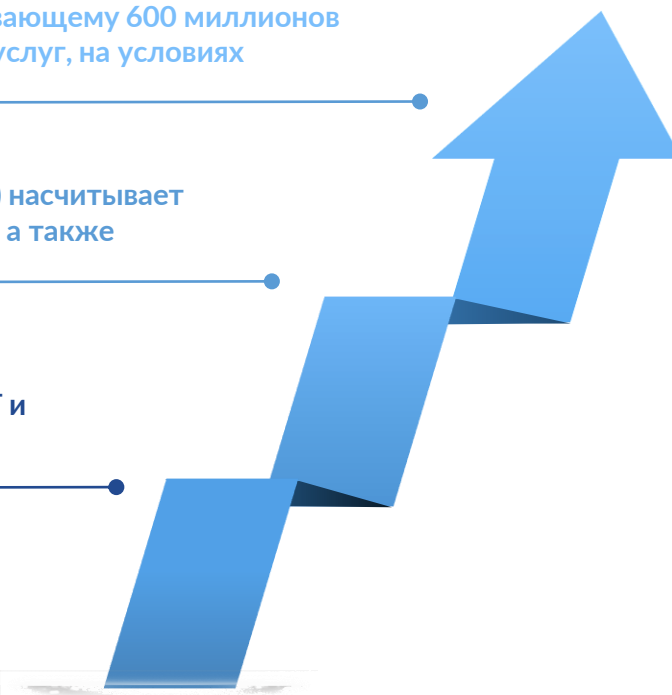 вающему 600 миллионов
услуг, на условиях
насчитывает
а также
и